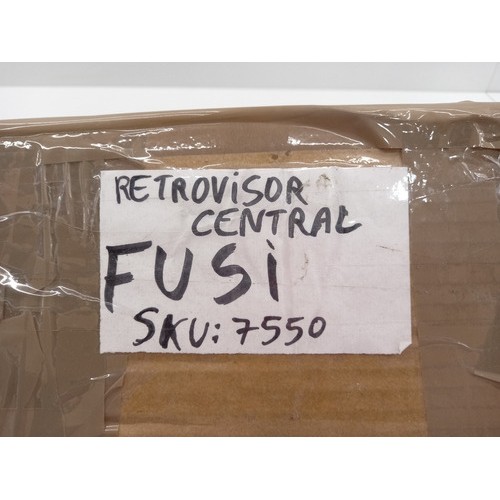 RETROVISOR
CENTRAL
FUSi
SKU: 7550